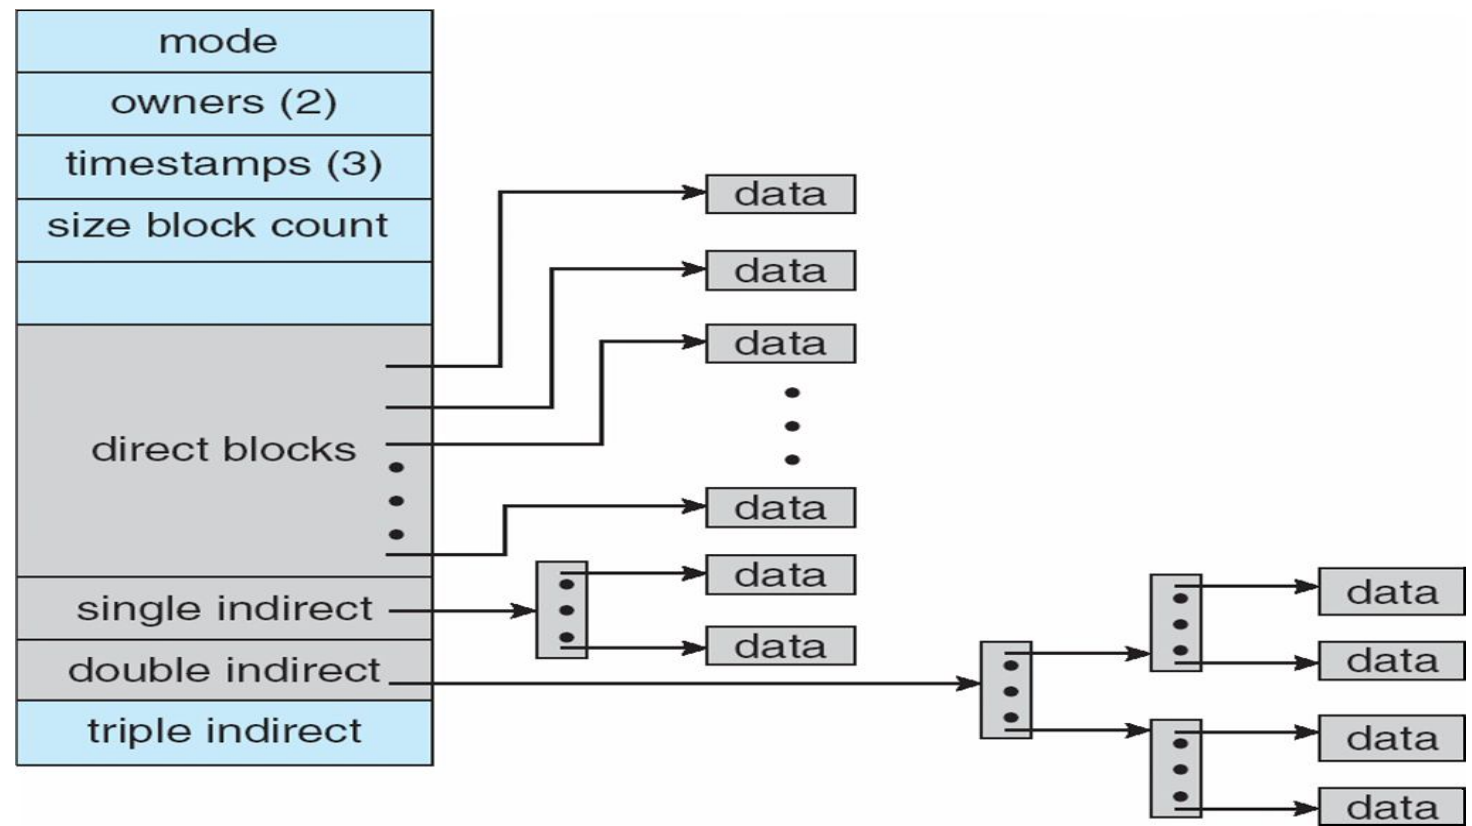 mode
owners (2)
timestamps (3)
size block count
direct blocks
single indirect
double indirect
triple indirect
data
data
data
data
data
data
data
data
data
data